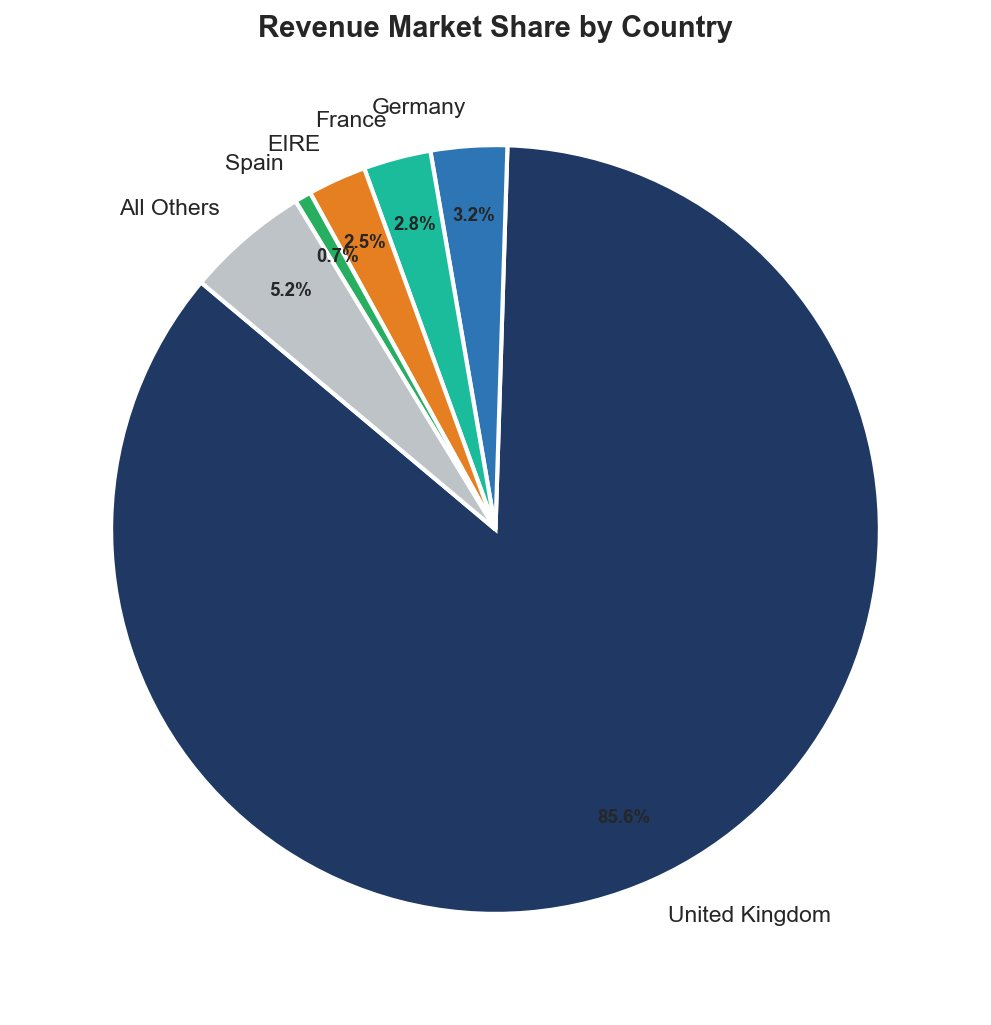 Revenue Market Share by Country
Germany
France
EIRE
Spain
All Others
3.2%
2.8%
2.5%
0.7%
5.2%
85.6%
United Kingdom